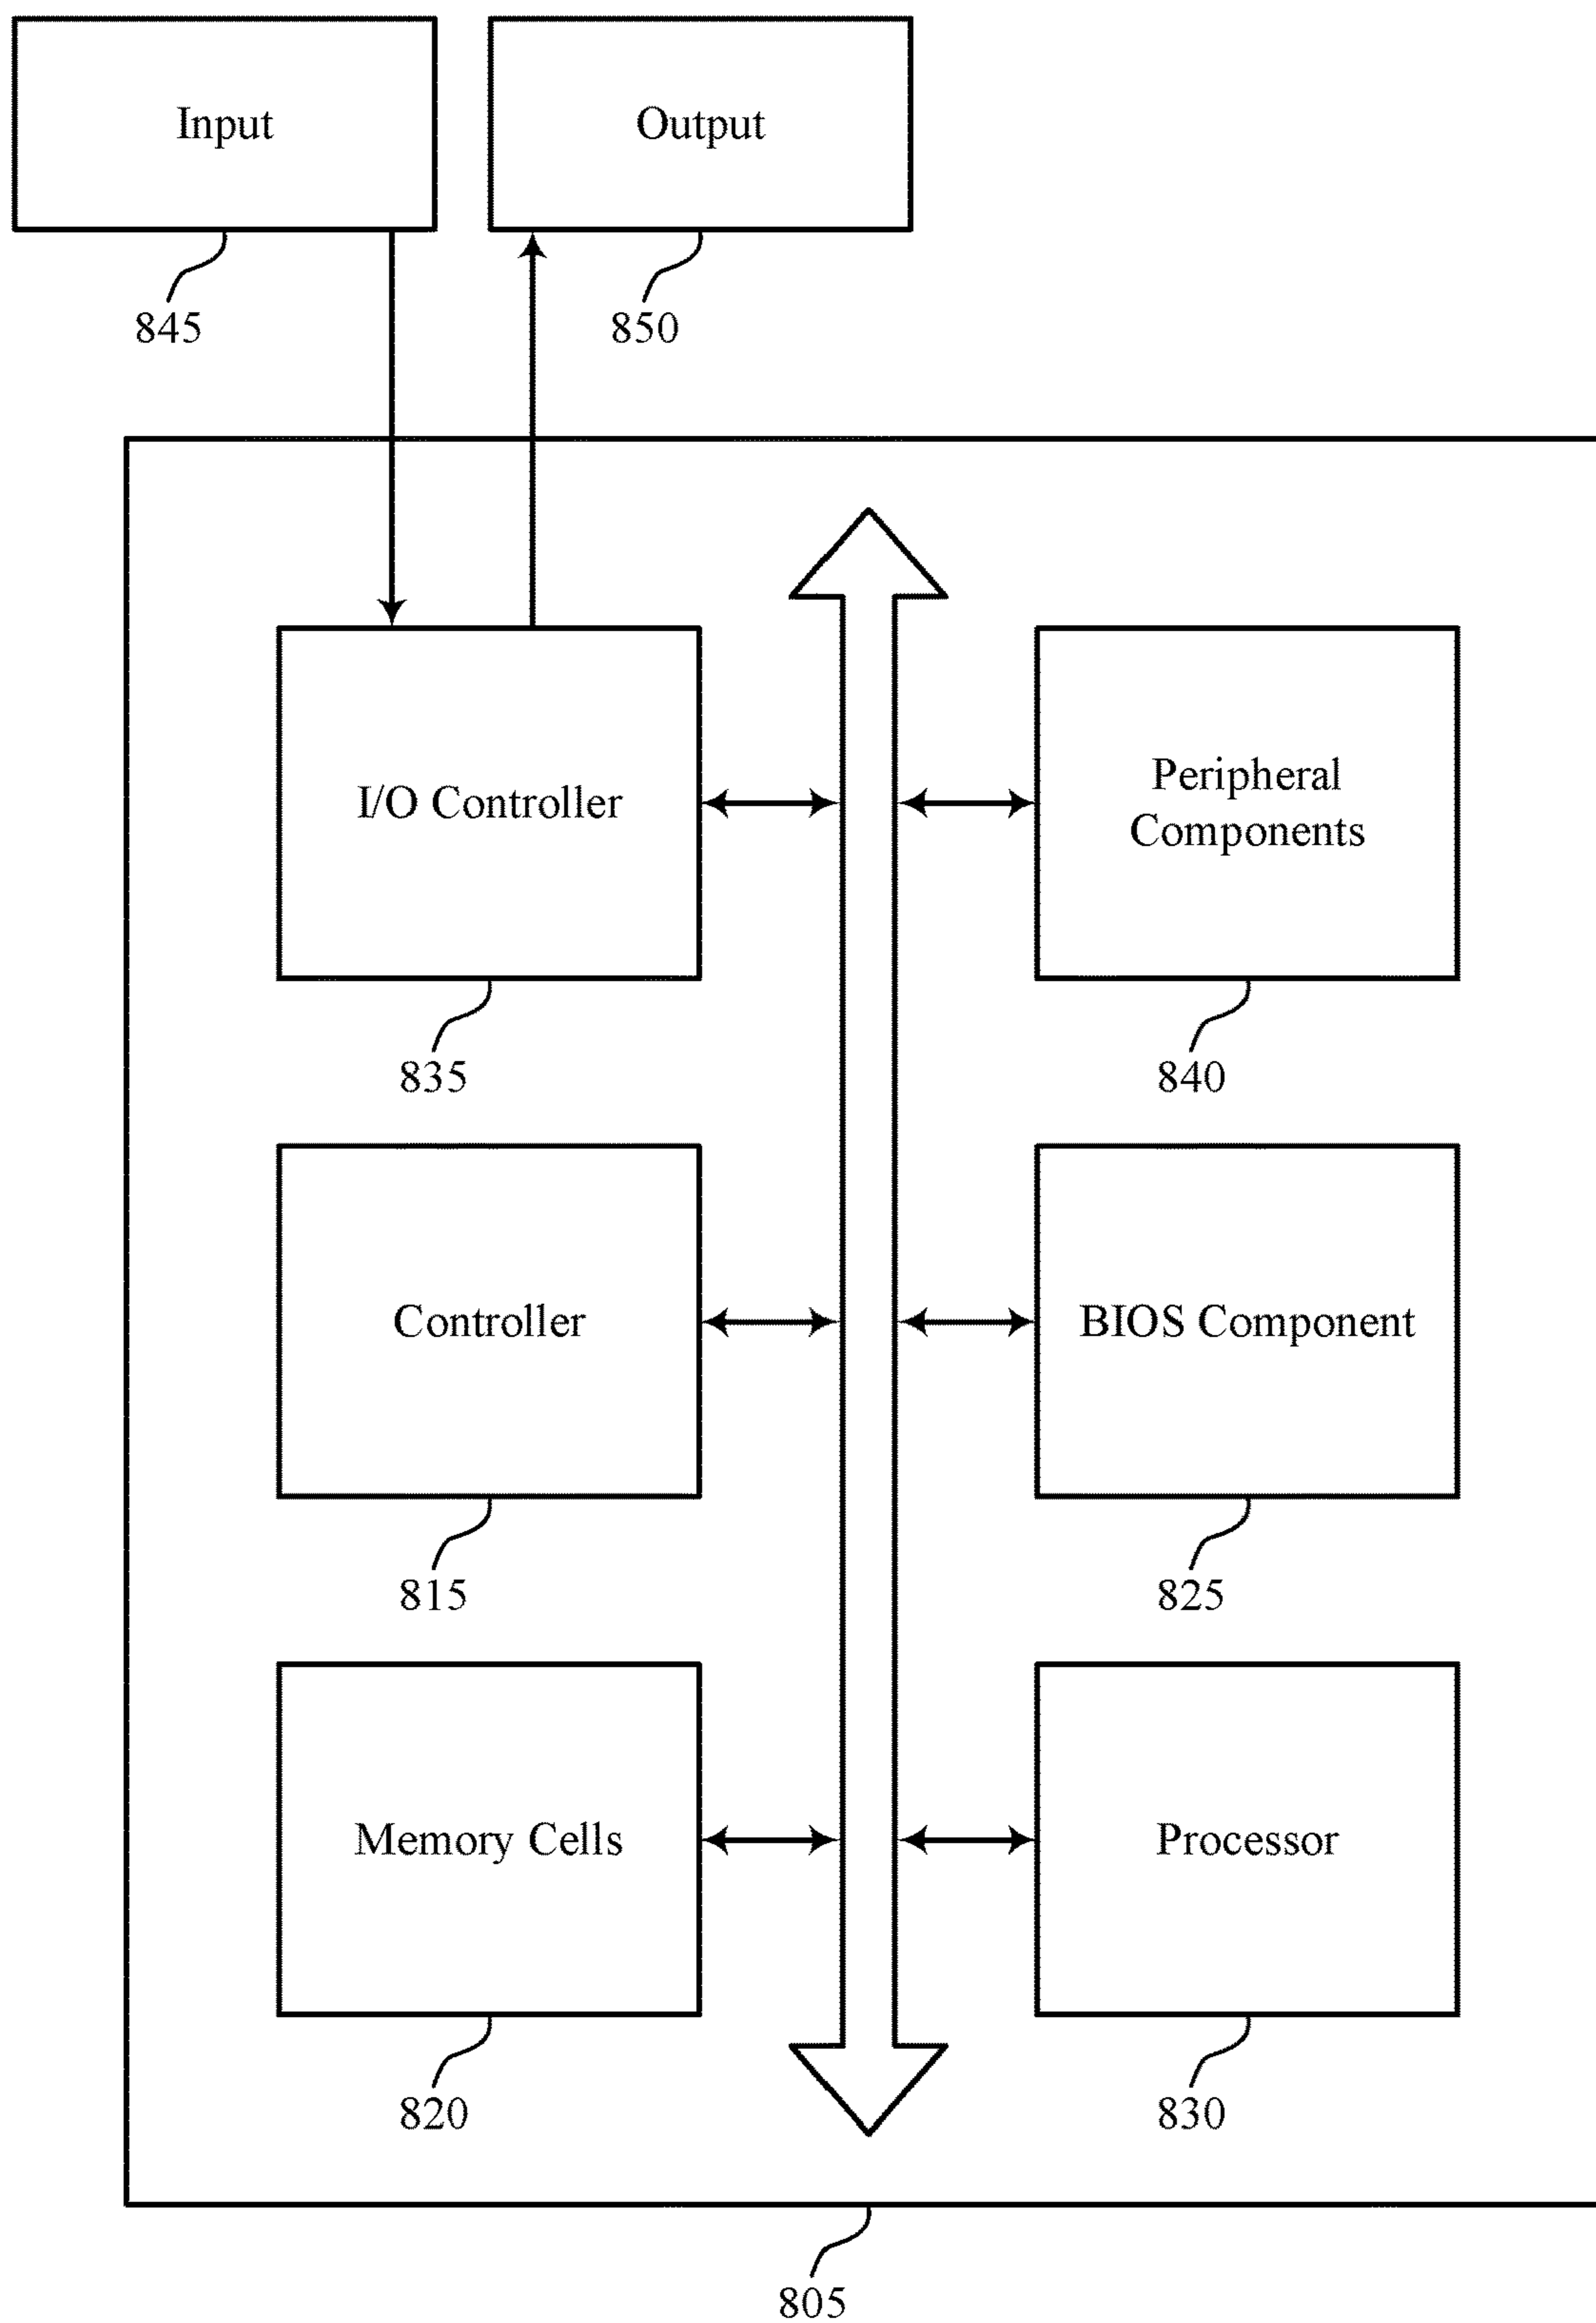 Input
Output
845
850
I/O Controller
Peripheral
Components
835
840
Controller
BIOS Component
815
825
Memory Cells
Processor
820
830
805